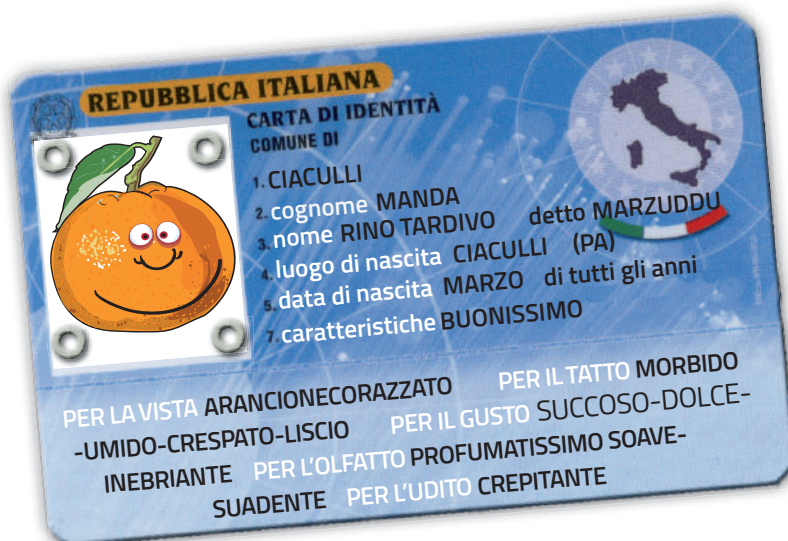 REPUBBLICA ITALIANA
CARTA DI IDENTITÀ
COMUNE DI
1. CIACULLI
2. cognome MANDA
3. nome RINO TARDIVO detto MARZUDDU
4. luogo di nascita CIACULLI (PA)
5. data di nascita MARZO di tutti gli anni
7. caratteristiche BUONISSIMO
PER LA VISTA ARANCIONECORAZZATO PER IL TATTO MORBIDO
-UMIDO-CRESPATO-LISCIO PER IL GUSTO SUCCOSO-DOLCE-
INEBRIANTE PER L'OLFATTO PROFUMATISSIMO SOAVE-
SUADENTE PER L'UDITO CREPITANTE